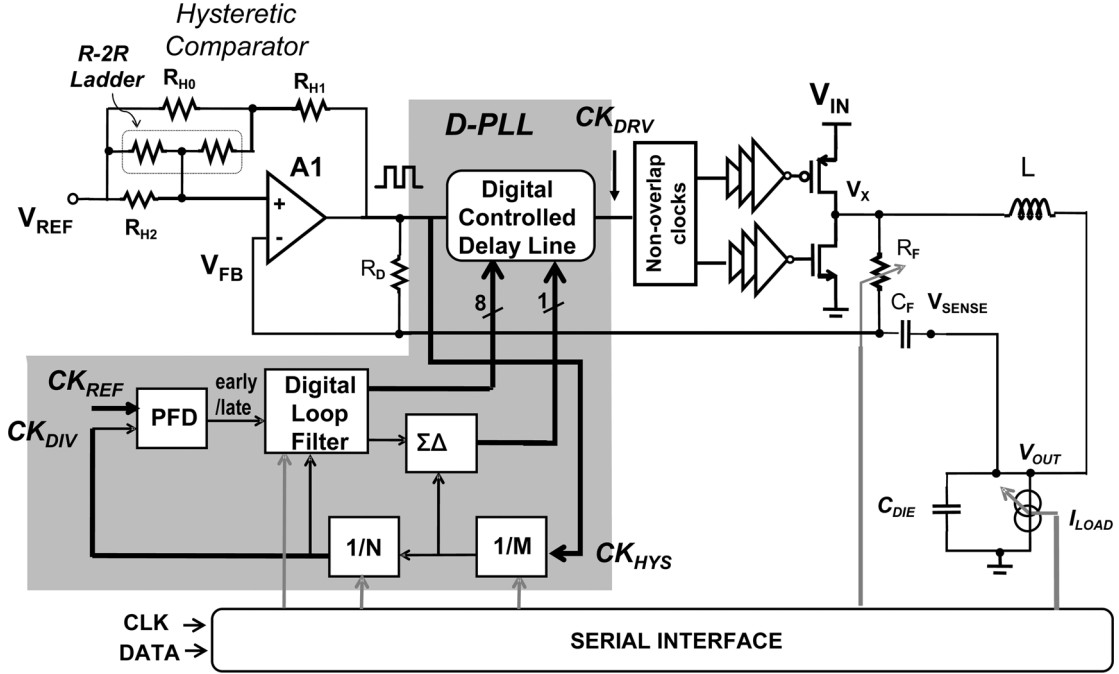 Hysteretic
Comparator
R-2R
Ladder
RH0
RH1
D-PLL
CKDRV
VIN
A1
+
-
VREF
RH2
VFB
RD
Digital
Controlled
Delay Line
Non-overlap
clocks
VX
L
RF
CF
VSENSE
8
1
CKREF
CKDIV
PFD
early
/late
Digital
Loop
Filter
ΣΔ
1/N
1/M
CKHYS
VOUT
CDIE
ILOAD
CLK
DATA
SERIAL INTERFACE